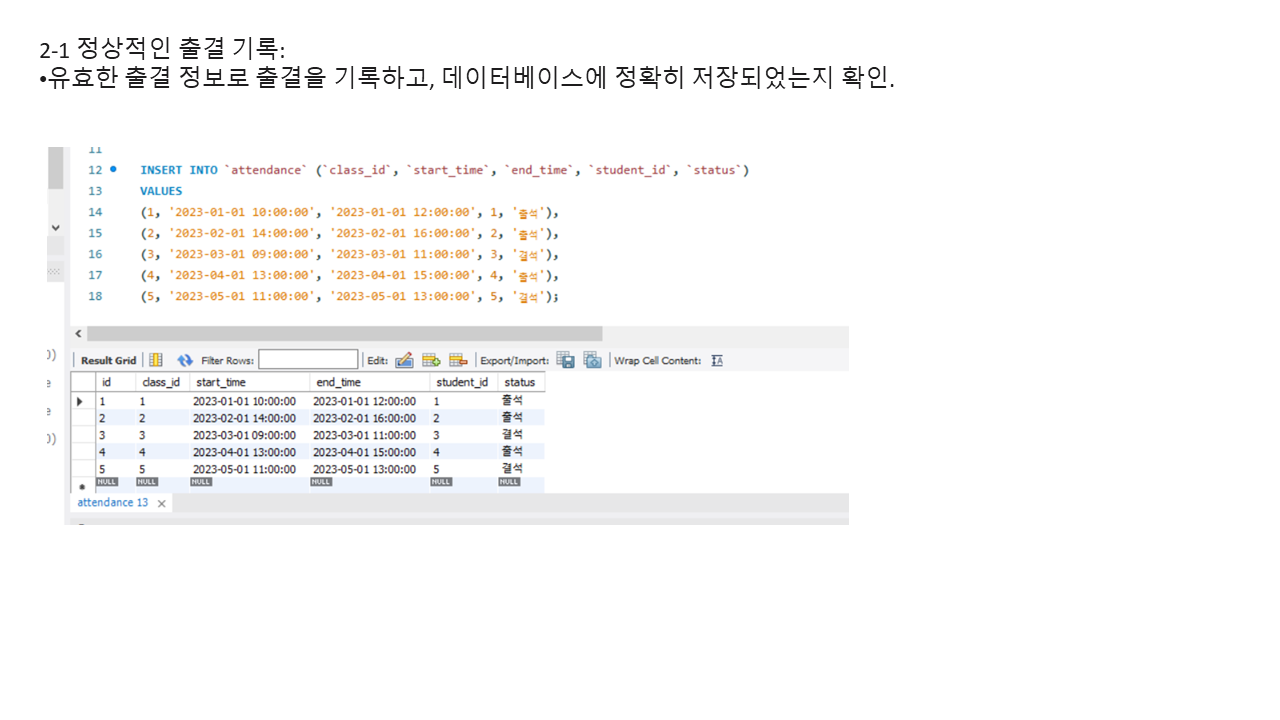 2-1 정상적인 출결 기록:
•유효한 출결 정보로 출결을 기록하고, 데이터베이스에 정확히 저장되었는지 확인.
11
12 INSERT INTO `attendance` (`class_id`, `start_time`, `end_time`, `student_id`, `status`)
13 VALUES
14 (1, '2023-01-01 10:00:00', '2023-01-01 12:00:00', 1, '출석'),
15 (2, '2023-02-01 14:00:00', '2023-02-01 16:00:00', 2, '출석'),
16 (3, '2023-03-01 09:00:00', '2023-03-01 11:00:00', 3, '결석'),
17 (4, '2023-04-01 13:00:00', '2023-04-01 15:00:00', 4, '출석'),
18 (5, '2023-05-01 11:00:00', '2023-05-01 13:00:00', 5, '결석');
Result Grid Filter Rows: Edit: Export/Import: Wrap Cell Content:
id class_id start_time end_time student_id status
1 1 2023-01-01 10:00:00 2023-01-01 12:00:00 1 출석
2 2 2023-02-01 14:00:00 2023-02-01 16:00:00 2 출석
3 3 2023-03-01 09:00:00 2023-03-01 11:00:00 3 결석
4 4 2023-04-01 13:00:00 2023-04-01 15:00:00 4 출석
5 5 2023-05-01 11:00:00 2023-05-01 13:00:00 5 결석
NULL NULL NULL NULL NULL NULL
attendance 13